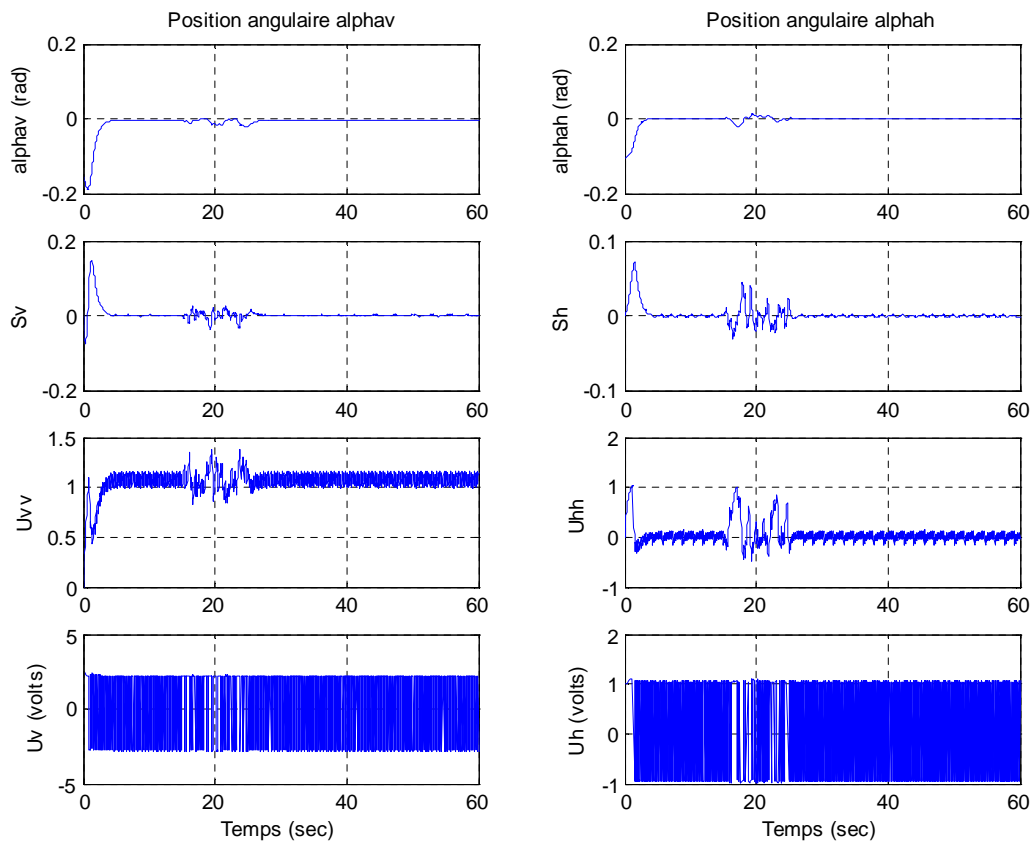 Position angulaire alphav
Position angulaire alphah
0.2
0
-0.2
alphav (rad)
0 20 40 60
0.2
0
-0.2
alphah (rad)
0 20 40 60
0.2
0
-0.2
Sv
0 20 40 60
0.1
0
-0.1
Sh
0 20 40 60
1.5
1
0.5
0
Uvv
0 20 40 60
2
1
0
-1
Uhh
0 20 40 60
5
0
-5
Uv (volts)
0 20 40 60
Temps (sec)
2
1
0
-1
Uh (volts)
0 20 40 60
Temps (sec)